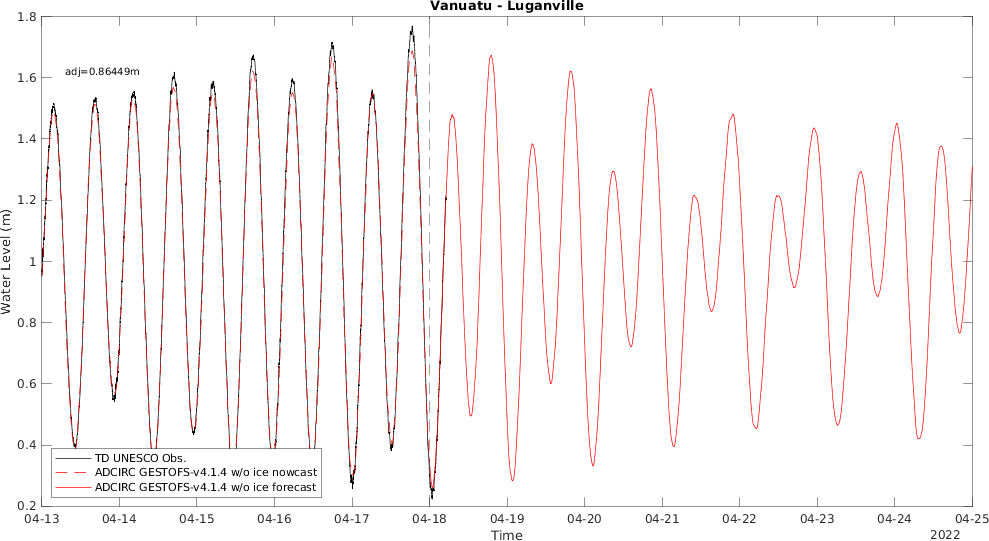 Vanuatu - Luganville
1.8
1.6
1.4
1.2
1
0.8
0.6
0.4
0.2
Water Level (m)
adj=0.86449m
TD UNESCO Obs.
ADCIRC GESTOFS-v4.1.4 w/o ice nowcast
ADCIRC GESTOFS-v4.1.4 w/o ice forecast
04-13 04-14 04-15 04-16 04-17 04-18 04-19 04-20 04-21 04-22 04-23 04-24 04-25
Time
2022